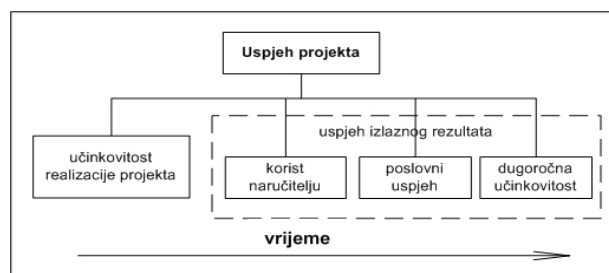 Uspjeh projekta
uspjeh izlaznog rezultata
učinkovitost
realizacije projekta
korist
naručitelju
poslovni
uspjeh
dugoročna
učinkovitost
vrijeme